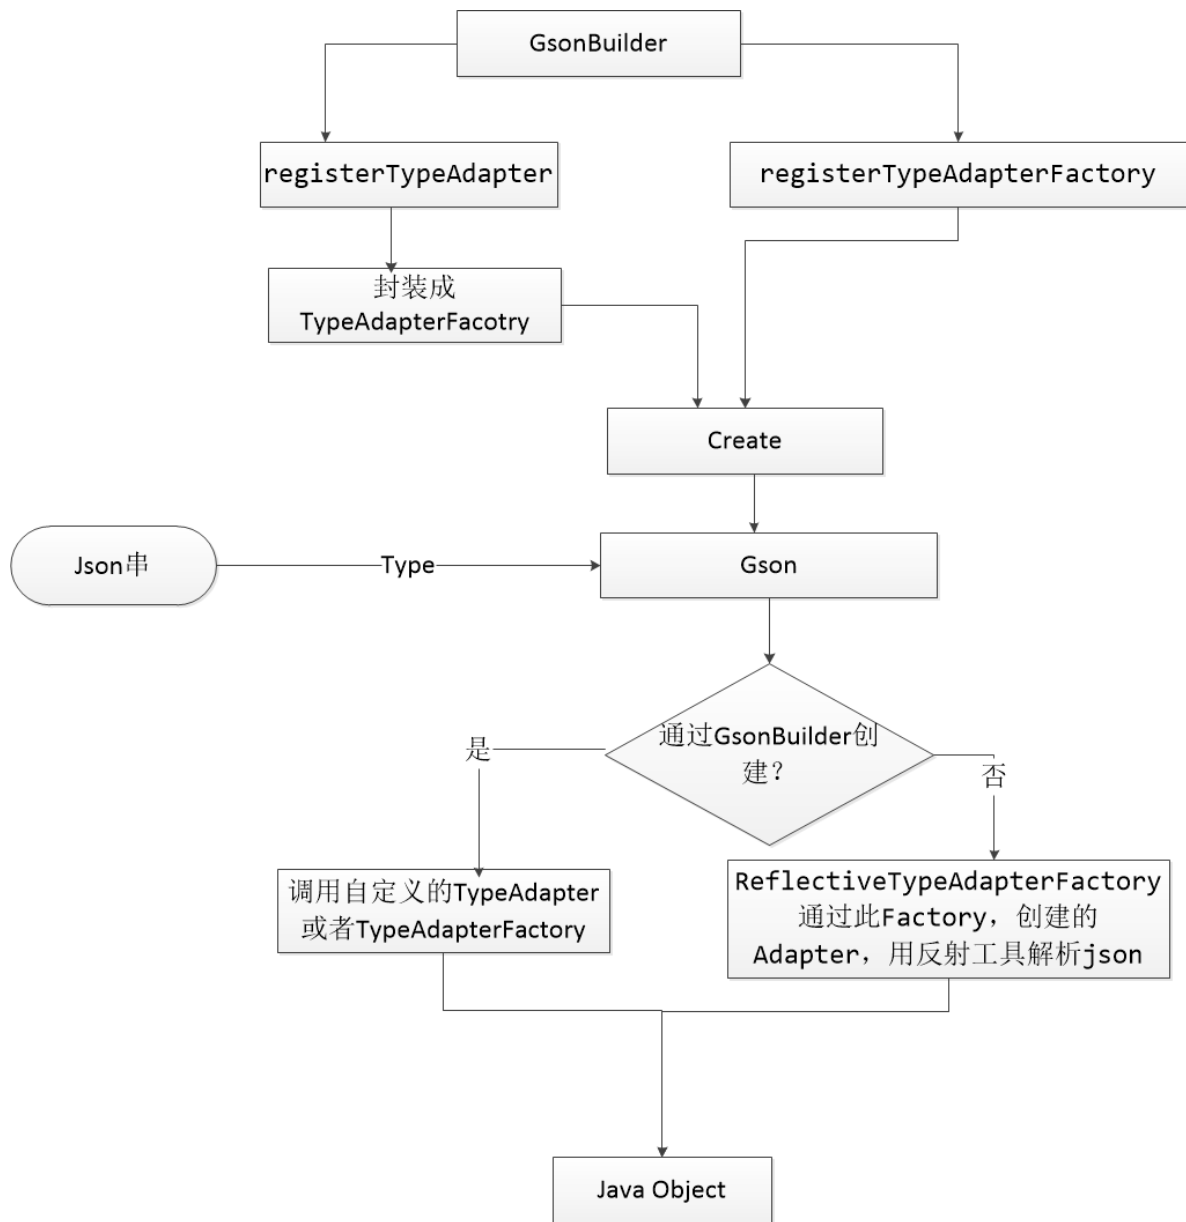 GsonBuilder
registerTypeAdapter
registerTypeAdapterFactory
封装成
TypeAdapterFacotry
Create
Json串
Type
Gson
通过GsonBuilder创
建？
是
否
调用自定义的TypeAdapter
或者TypeAdapterFactory
ReflectiveTypeAdapterFactory
通过此Factory，创建的
Adapter，用反射工具解析json
Java Object